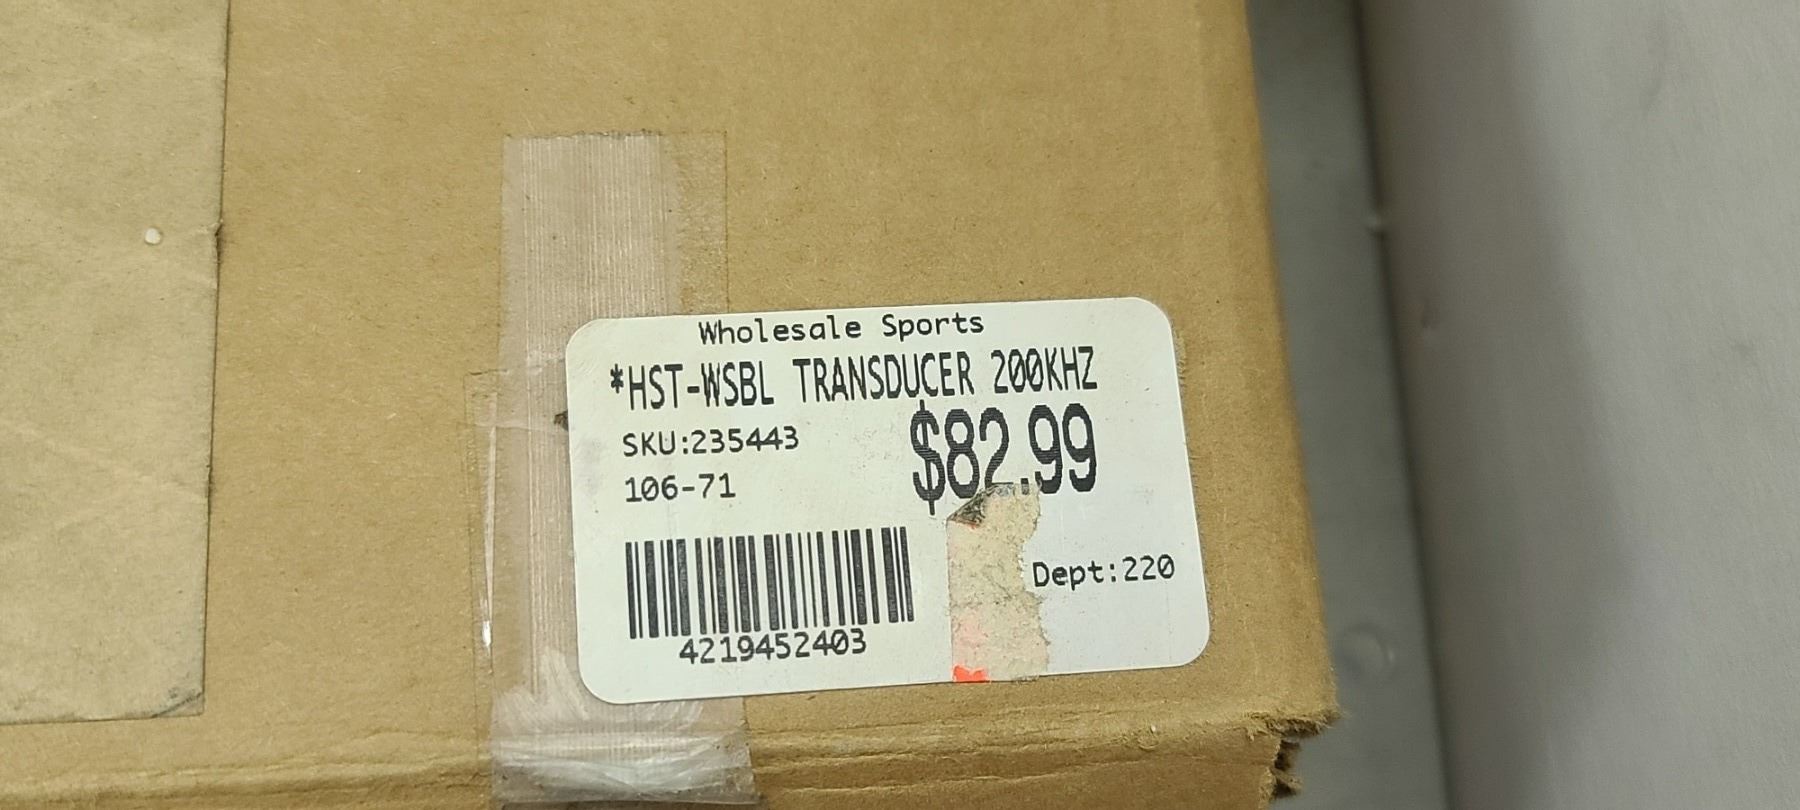 Wholesale Sports
*HST-WSBL TRANSDUCER 200KHZ
SKU:235443
$82.99
106-71
Dept:220
4219452403